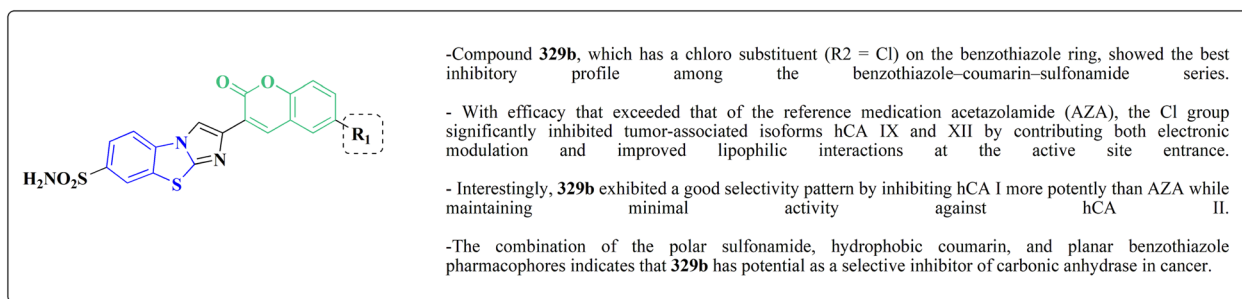 -Compound 329b, which has a chloro substituent (R2 = Cl) on the benzothiazole ring, showed the best
inhibitory profile among the benzothiazole–coumarin–sulfonamide series.
- With efficacy that exceeded that of the reference medication acetazolamide (AZA), the Cl group
significantly inhibited tumor-associated isoforms hCA IX and XII by contributing both electronic
modulation and improved lipophilic interactions at the active site entrance.
- Interestingly, 329b exhibited a good selectivity pattern by inhibiting hCA I more potently than AZA while
maintaining minimal activity against hCA II.
-The combination of the polar sulfonamide, hydrophobic coumarin, and planar benzothiazole
pharmacophores indicates that 329b has potential as a selective inhibitor of carbonic anhydrase in cancer.
O
O
R1
N
N
S
H2NO2S